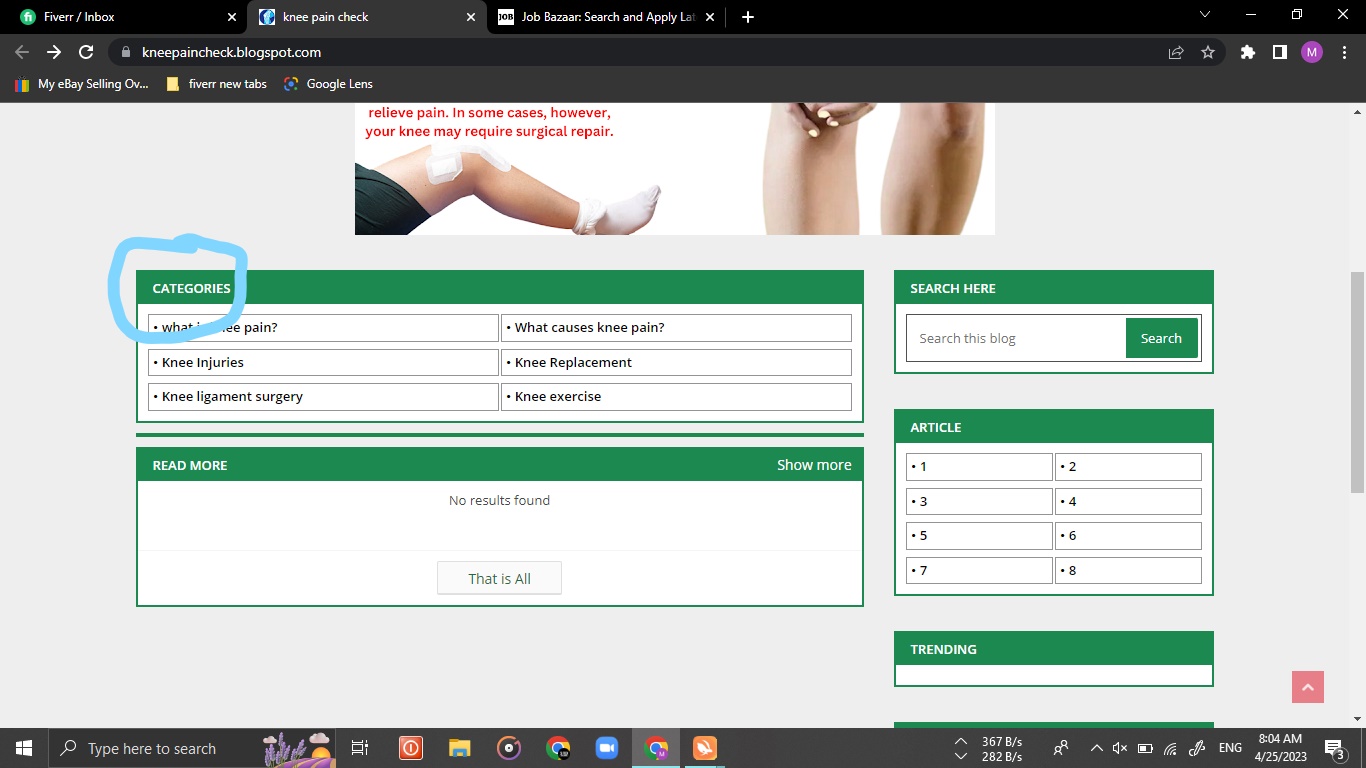 Fiverr / Inbox
knee pain check
Job Bazaar: Search and Apply Lat
kneepaincheck.blogspot.com
M
My eBay Selling Ov...
fiverr new tabs
Google Lens
relieve pain. In some cases, however,
your knee may require surgical repair.
CATEGORIES
• what is knee pain?
• What causes knee pain?
• Knee Injuries
• Knee Replacement
• Knee ligament surgery
• Knee exercise
READ MORE
Show more
No results found
That is All
SEARCH HERE
Search this blog
Search
ARTICLE
• 1
• 2
• 3
• 4
• 5
• 6
• 7
• 8
TRENDING
Type here to search
367 B/s
282 B/s
ENG
8:04 AM
4/25/2023
3